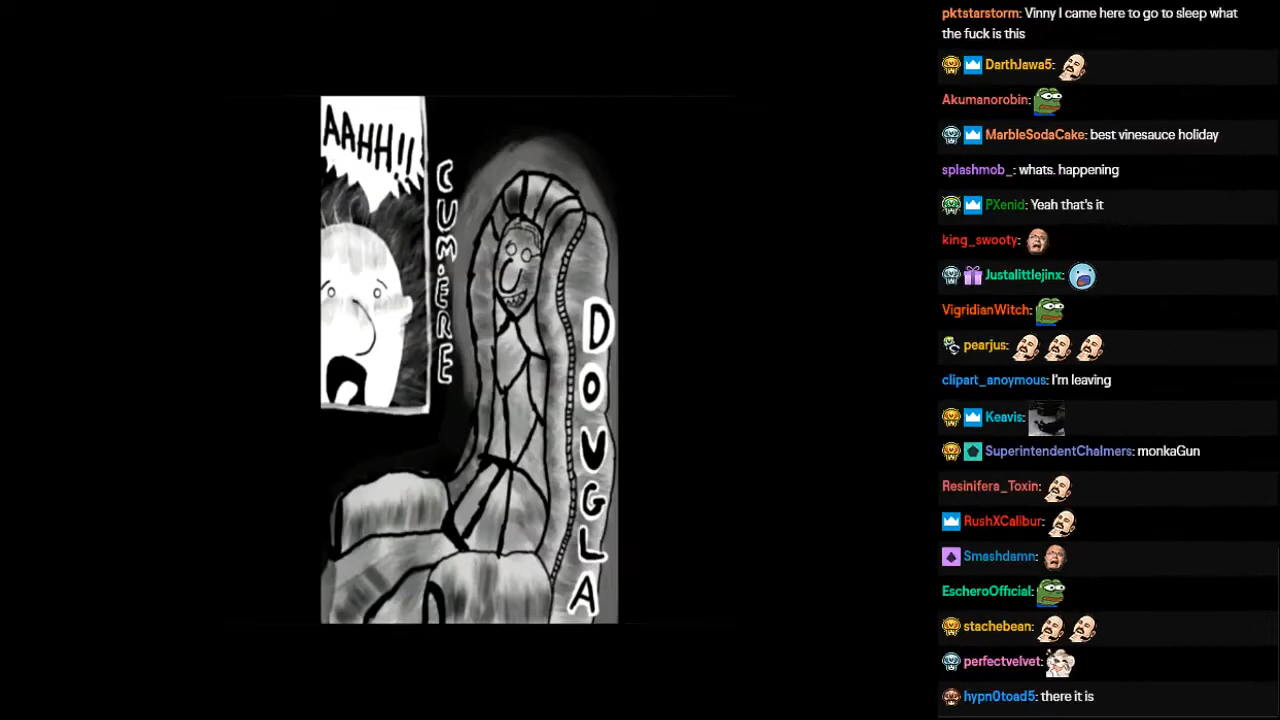 AAHH!!
CUM.ERE
DOUGLA
pktstarstorm: Vinny I came here to go to sleep what
the fuck is this
DarthJawa5:
Akumanorobin:
MarbleSodaCake: best vinesauce holiday
splashmob_: whats. happening
PXenid: Yeah that's it
king_swooty:
Justalittlejinx:
VigridianWitch:
pearjus:
clipart_anoymous: I'm leaving
Keavis:
SuperintendentChalmers: monkaGun
Resinifera_Toxin:
RushXCalibur:
Smashdamn:
EscheroOfficial:
stachebean:
perfectvelvet:
hypn0toad5: there it is